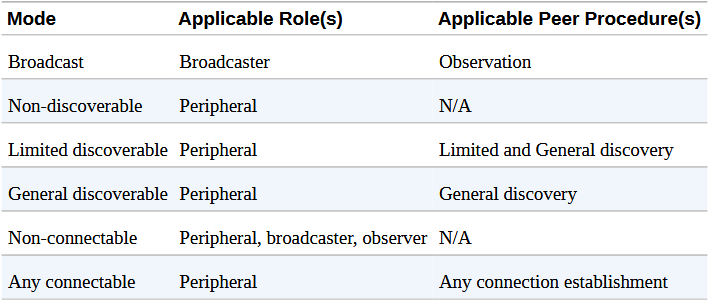 Mode Applicable Role(s) Applicable Peer Procedure(s)
Broadcast Broadcaster Observation
Non-discoverable Peripheral N/A
Limited discoverable Peripheral Limited and General discovery
General discoverable Peripheral General discovery
Non-connectable Peripheral, broadcaster, observer N/A
Any connectable Peripheral Any connection establishment